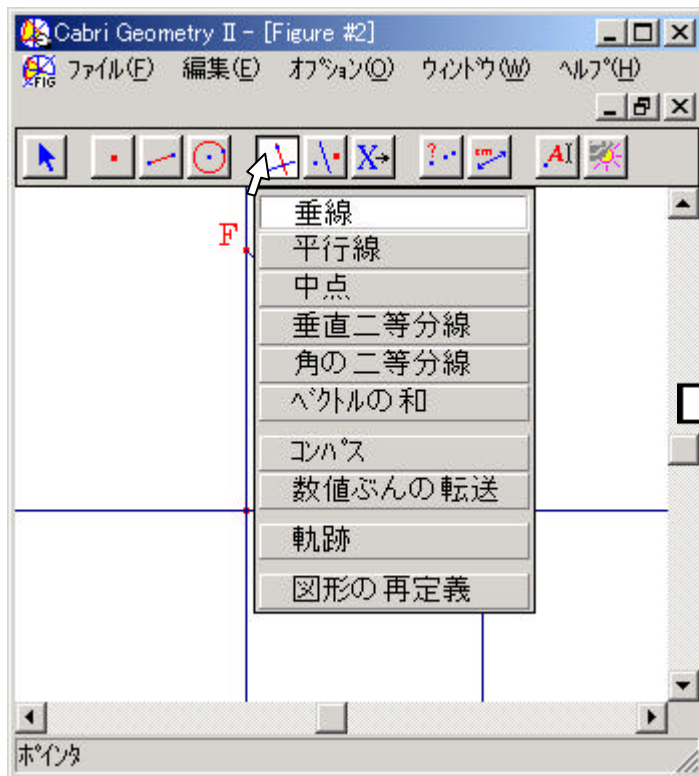 Cabri Geometry II - [Figure #2]
FIG ﾌｧｲﾙ(F) 編集(E) ｵﾌﾟｼｮﾝ(O) ｳｨﾝﾄﾞｳ(W) ﾍﾙﾌﾟ(H)
X ? cm A
F
垂線
平行線
中点
垂直二等分線
角の二等分線
ﾍﾞｸﾄﾙの和
ｺﾝﾊﾟｽ
数値ぶんの転送
軌跡
図形の再定義
ﾎﾟｲﾝﾀ